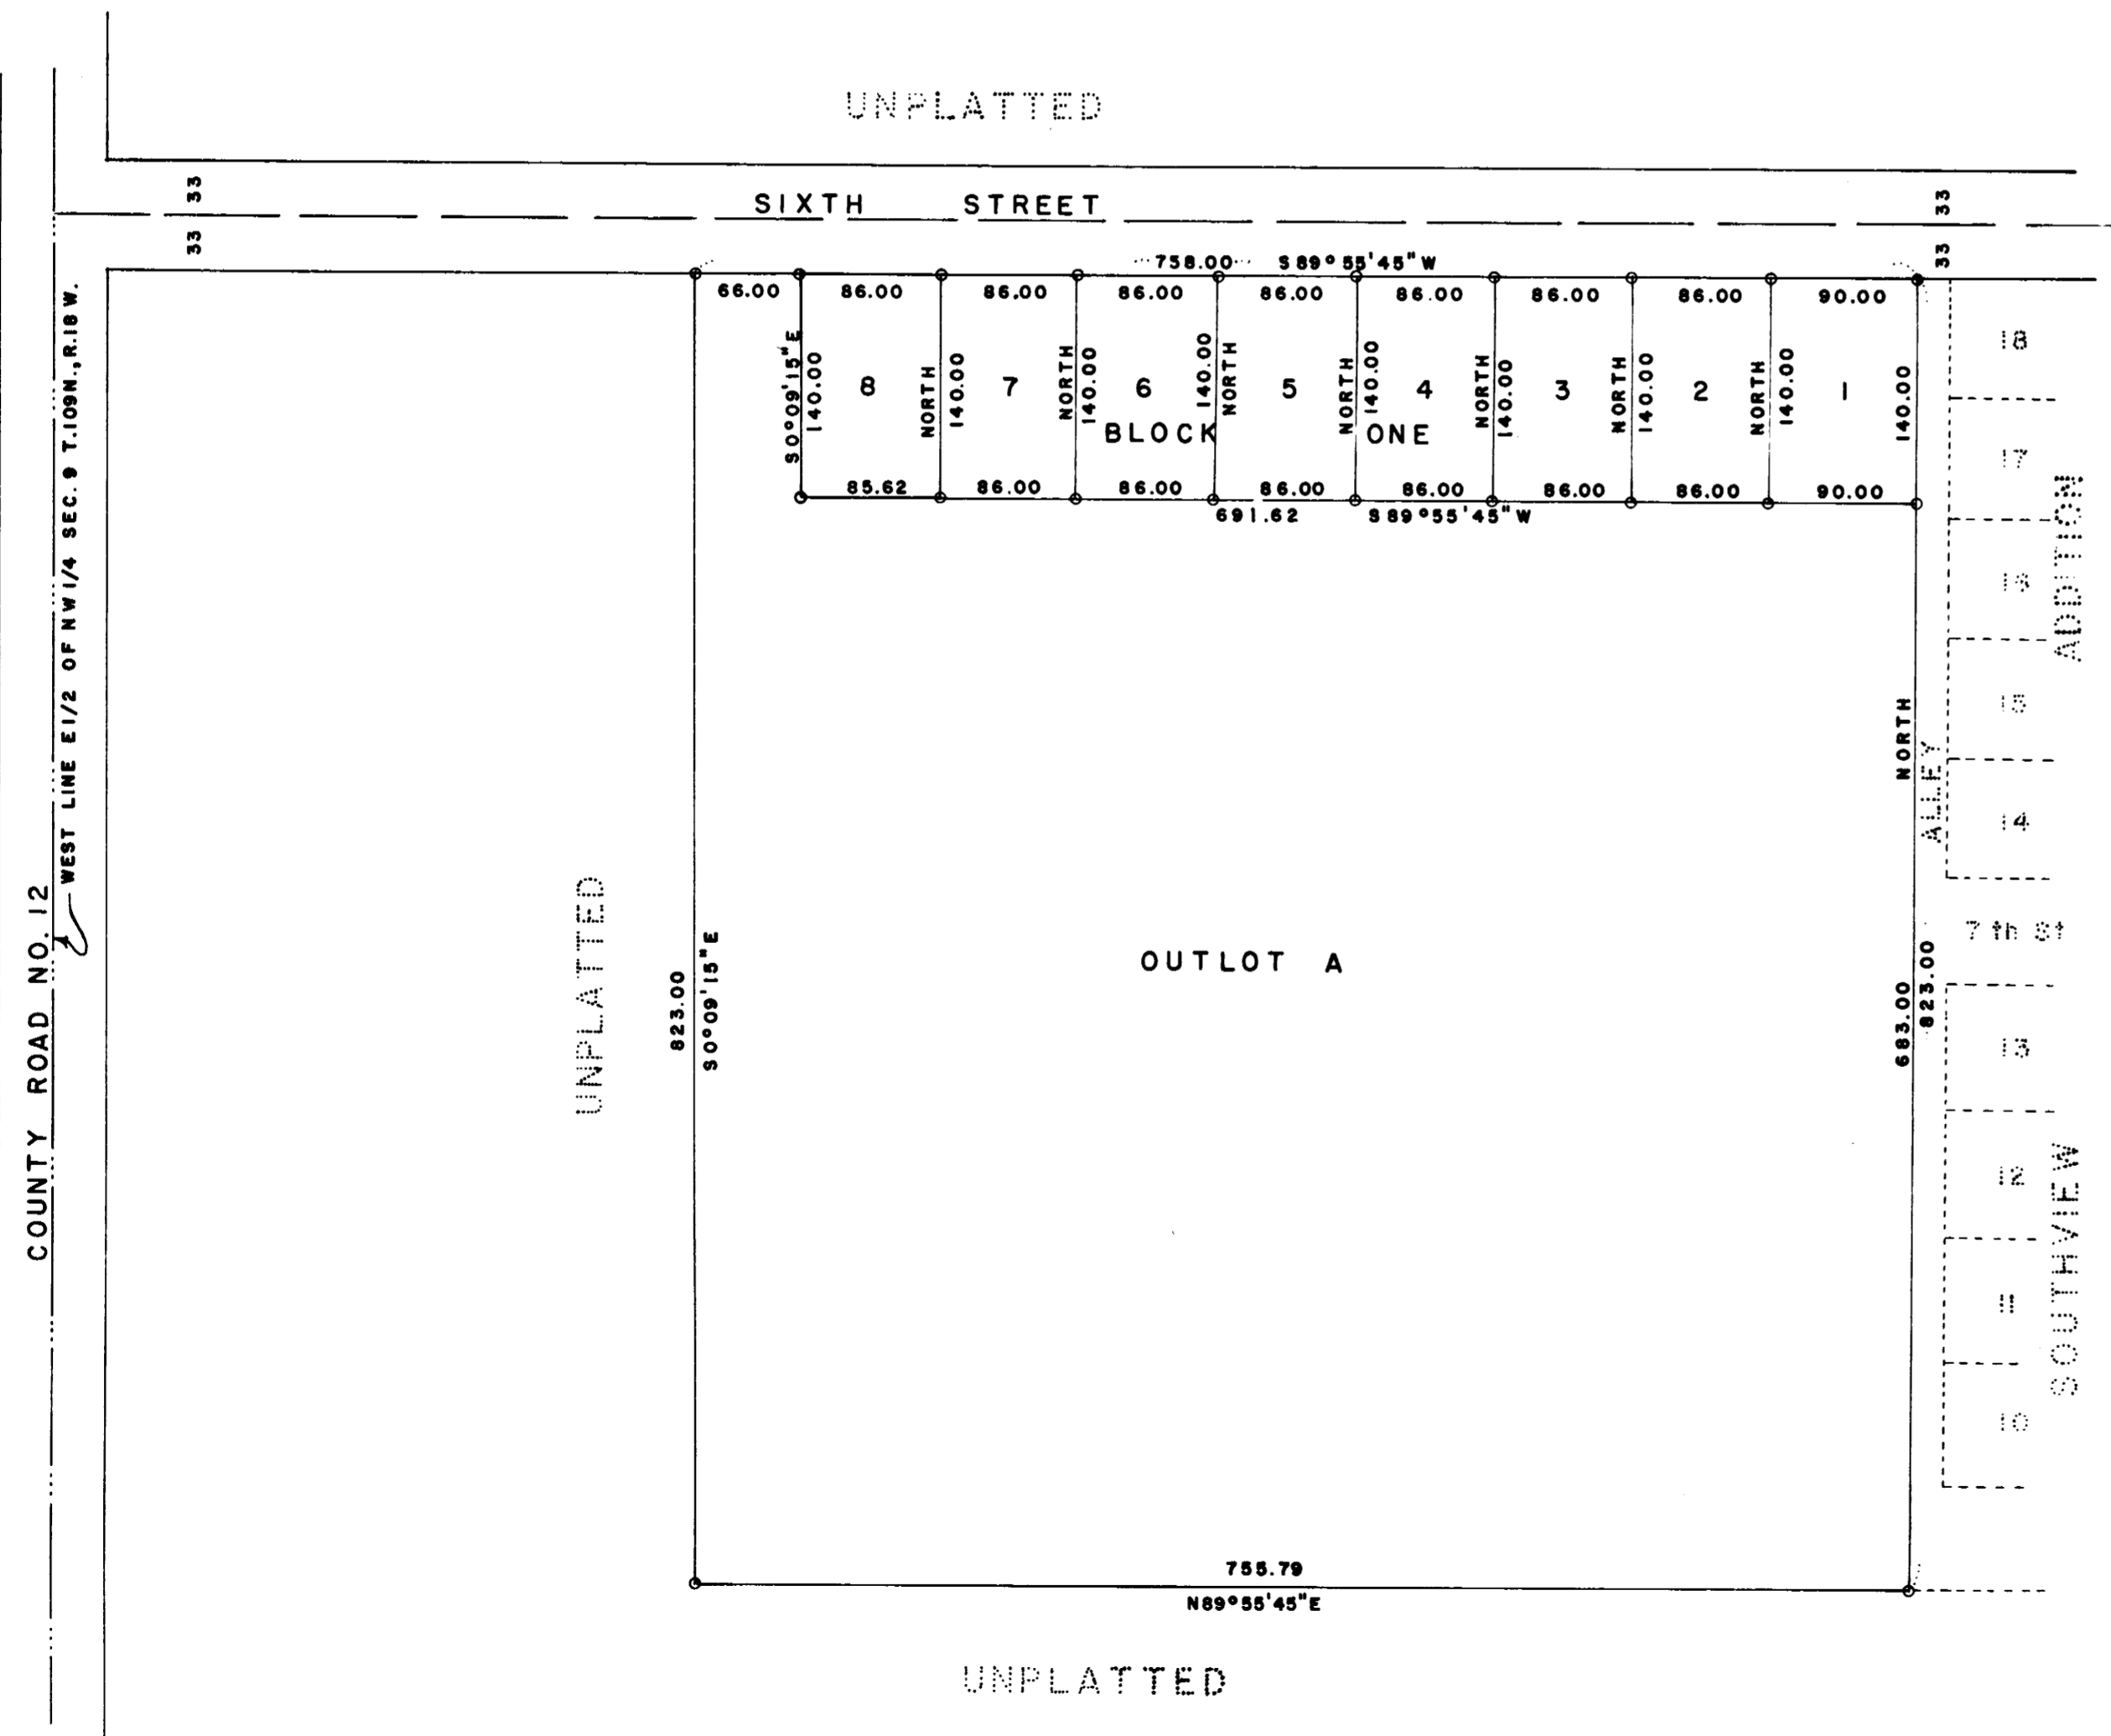 UNPLATTED
33
SIXTH STREET
33
33
33
758.00 S89°55'45"W
66.00 86.00 86.00 86.00 86.00 86.00 86.00 86.00 90.00
S0°09'15"E
140.00
8
NORTH
140.00
7
NORTH
140.00
6
140.00
NORTH
5
NORTH
140.00
4
NORTH
140.00
3
NORTH
140.00
2
NORTH
140.00
1
140.00
BLOCK ONE
85.62 86.00 86.00 86.00 86.00 86.00 86.00 90.00
691.62 S89°55'45"W
WEST LINE E1/2 OF NW1/4 SEC. 9 T.109N., R.18W.
COUNTY ROAD NO. 12
UNPLATTED
823.00
S0°09'15"E
OUTLOT A
NORTH
ALLEY
683.00
823.00
18
17
16
15
14
7th St
13
12
11
10
SOUTHVIEW ADDITION
755.79
N89°55'45"E
UNPLATTED